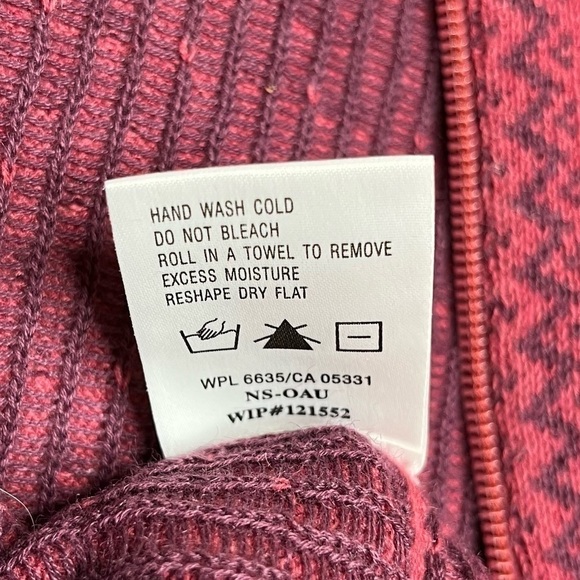 HAND WASH COLD
DO NOT BLEACH
ROLL IN A TOWEL TO REMOVE
EXCESS MOISTURE
RESHAPE DRY FLAT
WPL 6635/CA 05331
NS-OAU
WIP#121552